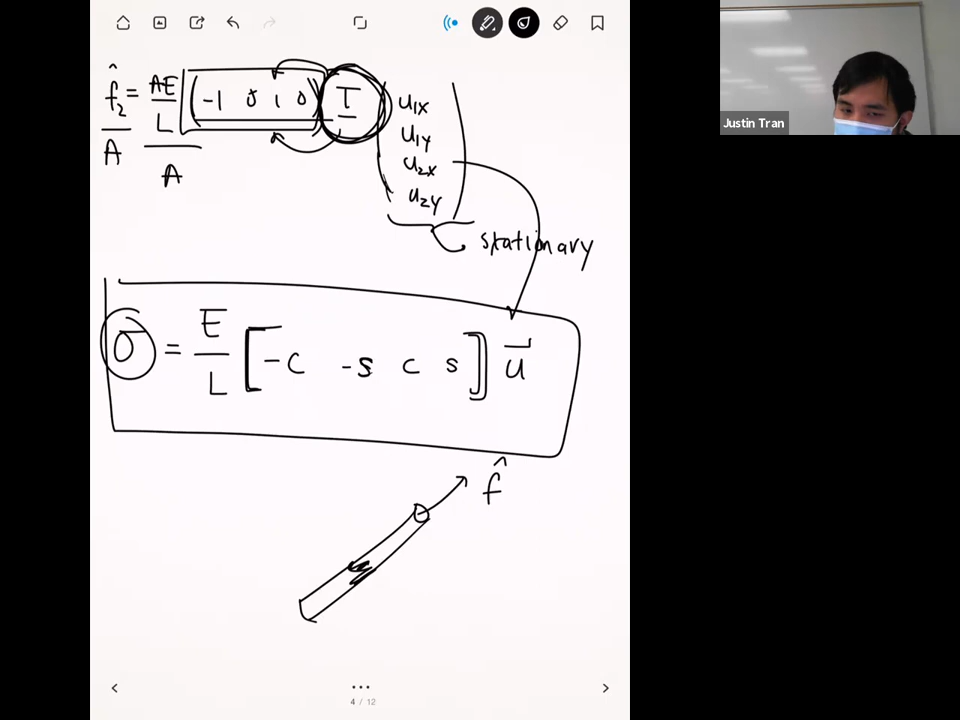 f̂₂ = AE [-1 0 1 0] T u₁ₓ
A L u₁y
A u₂ₓ
u₂y
stationary
σ = E/L [-c -s c s] u⃗
f̂
4 / 12
Justin Tran